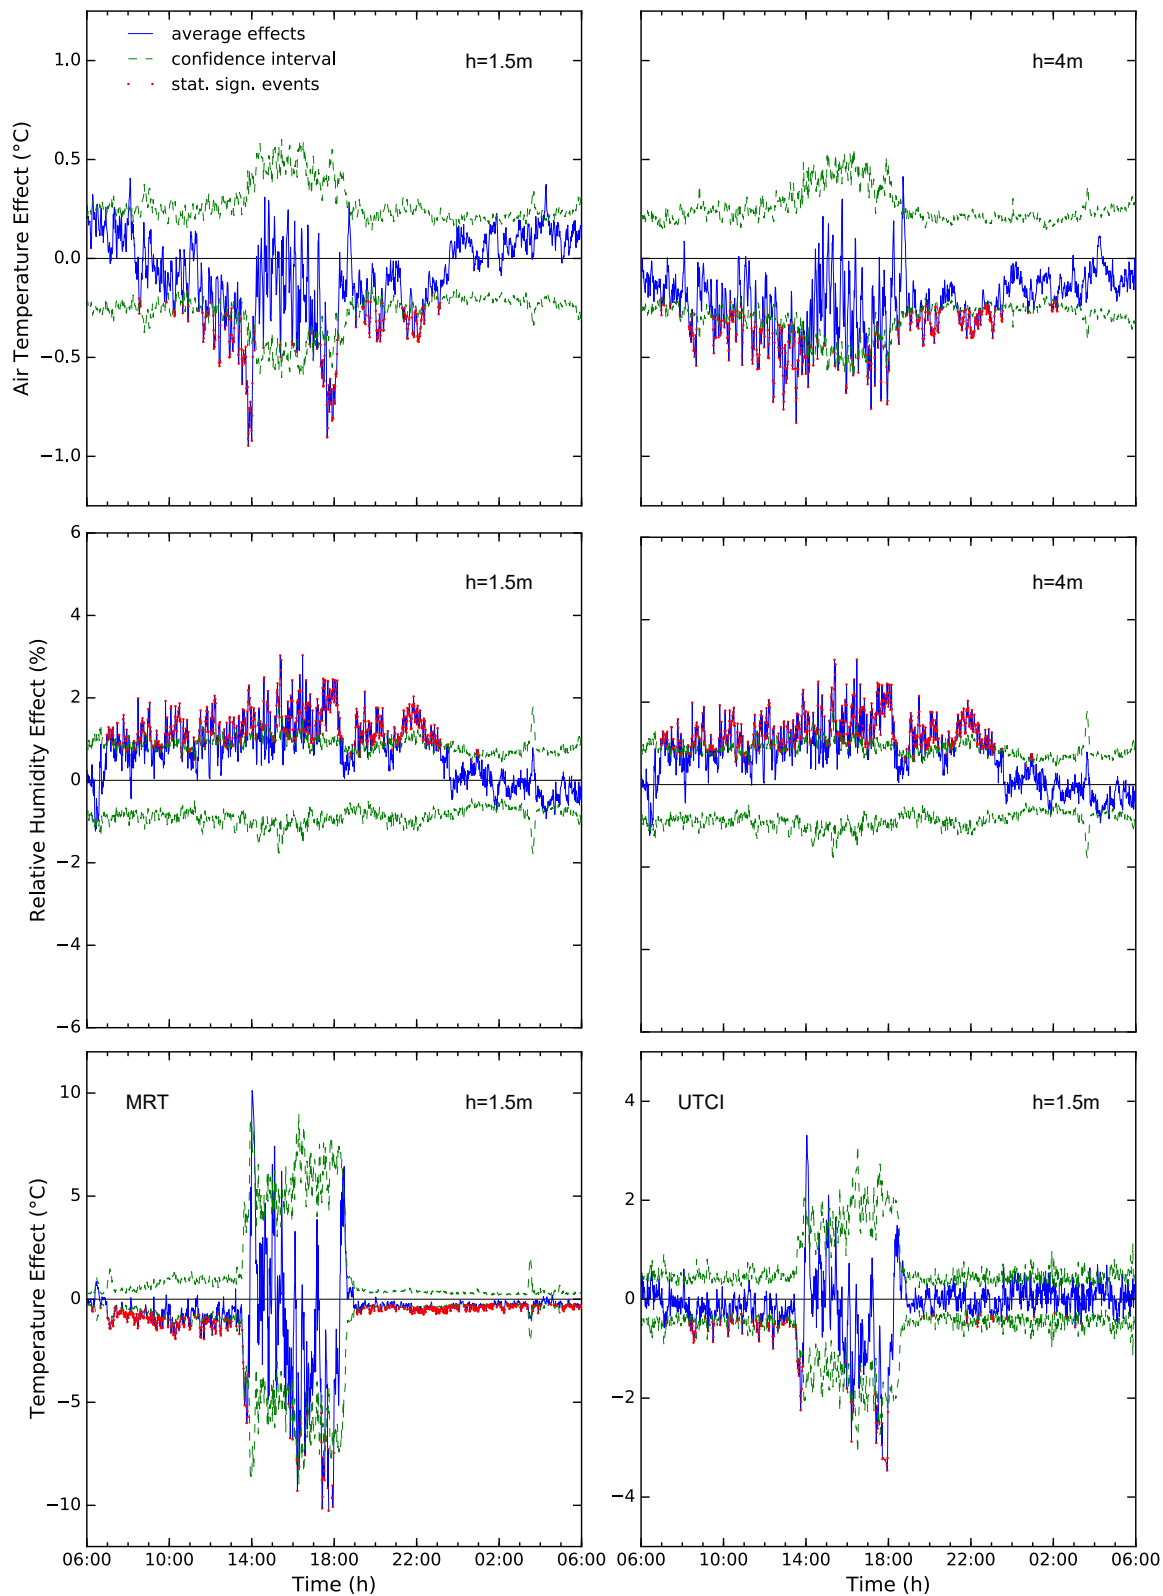 average effects
confidence interval
stat. sign. events
h=1.5m
h=4m
1.0
0.5
0.0
−0.5
−1.0
Air Temperature Effect (°C)
h=1.5m
h=4m
6
4
2
0
−2
−4
−6
Relative Humidity Effect (%)
MRT
h=1.5m
UTCI
h=1.5m
10
5
0
−5
−10
Temperature Effect (°C)
4
2
0
−2
−4
06:00 10:00 14:00 18:00 22:00 02:00 06:00
Time (h)
06:00 10:00 14:00 18:00 22:00 02:00 06:00
Time (h)